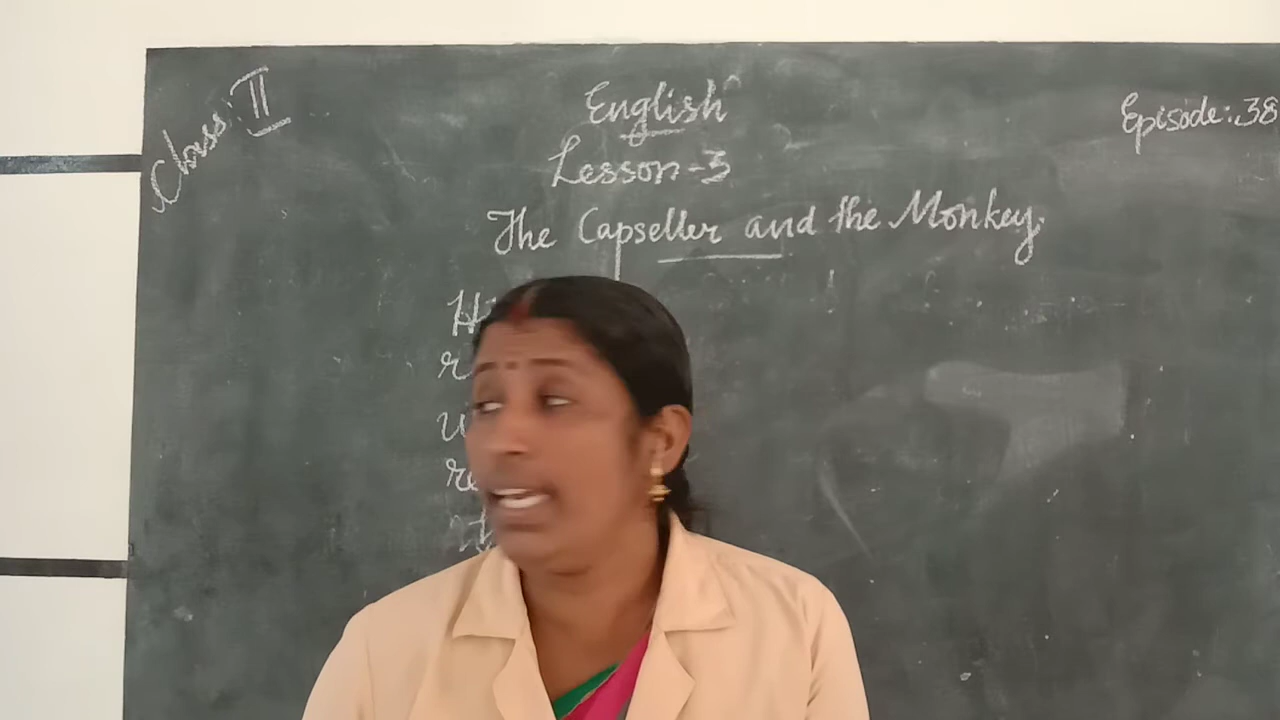 Class: II
English
Episode: 38
Lesson-3
The Capseller and the Monkey.